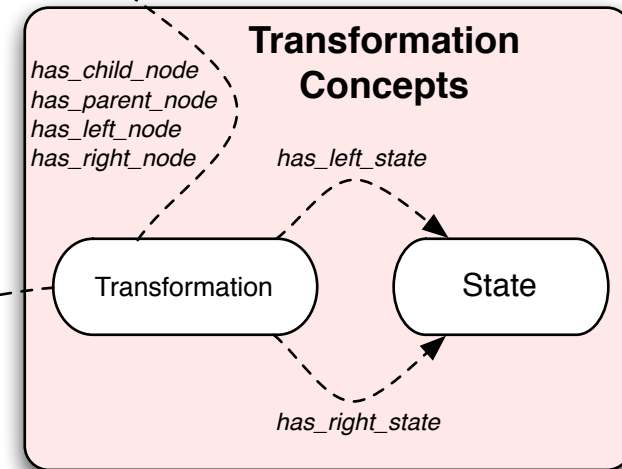 Transformation
Concepts
has_child_node
has_parent_node
has_left_node
has_right_node
has_left_state
Transformation
State
has_right_state